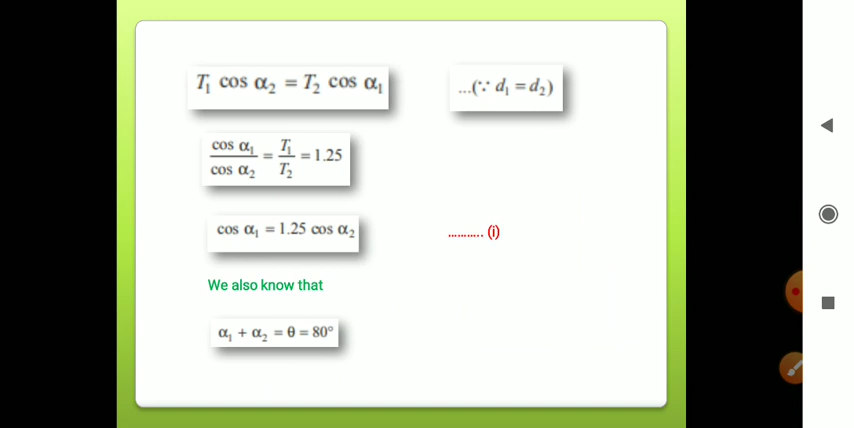 T₁ cos α₂ = T₂ cos α₁ ...(∵ d₁ = d₂)
cos α₁ / cos α₂ = T₁ / T₂ = 1.25
cos α₁ = 1.25 cos α₂ ........... (i)
We also know that
α₁ + α₂ = θ = 80°